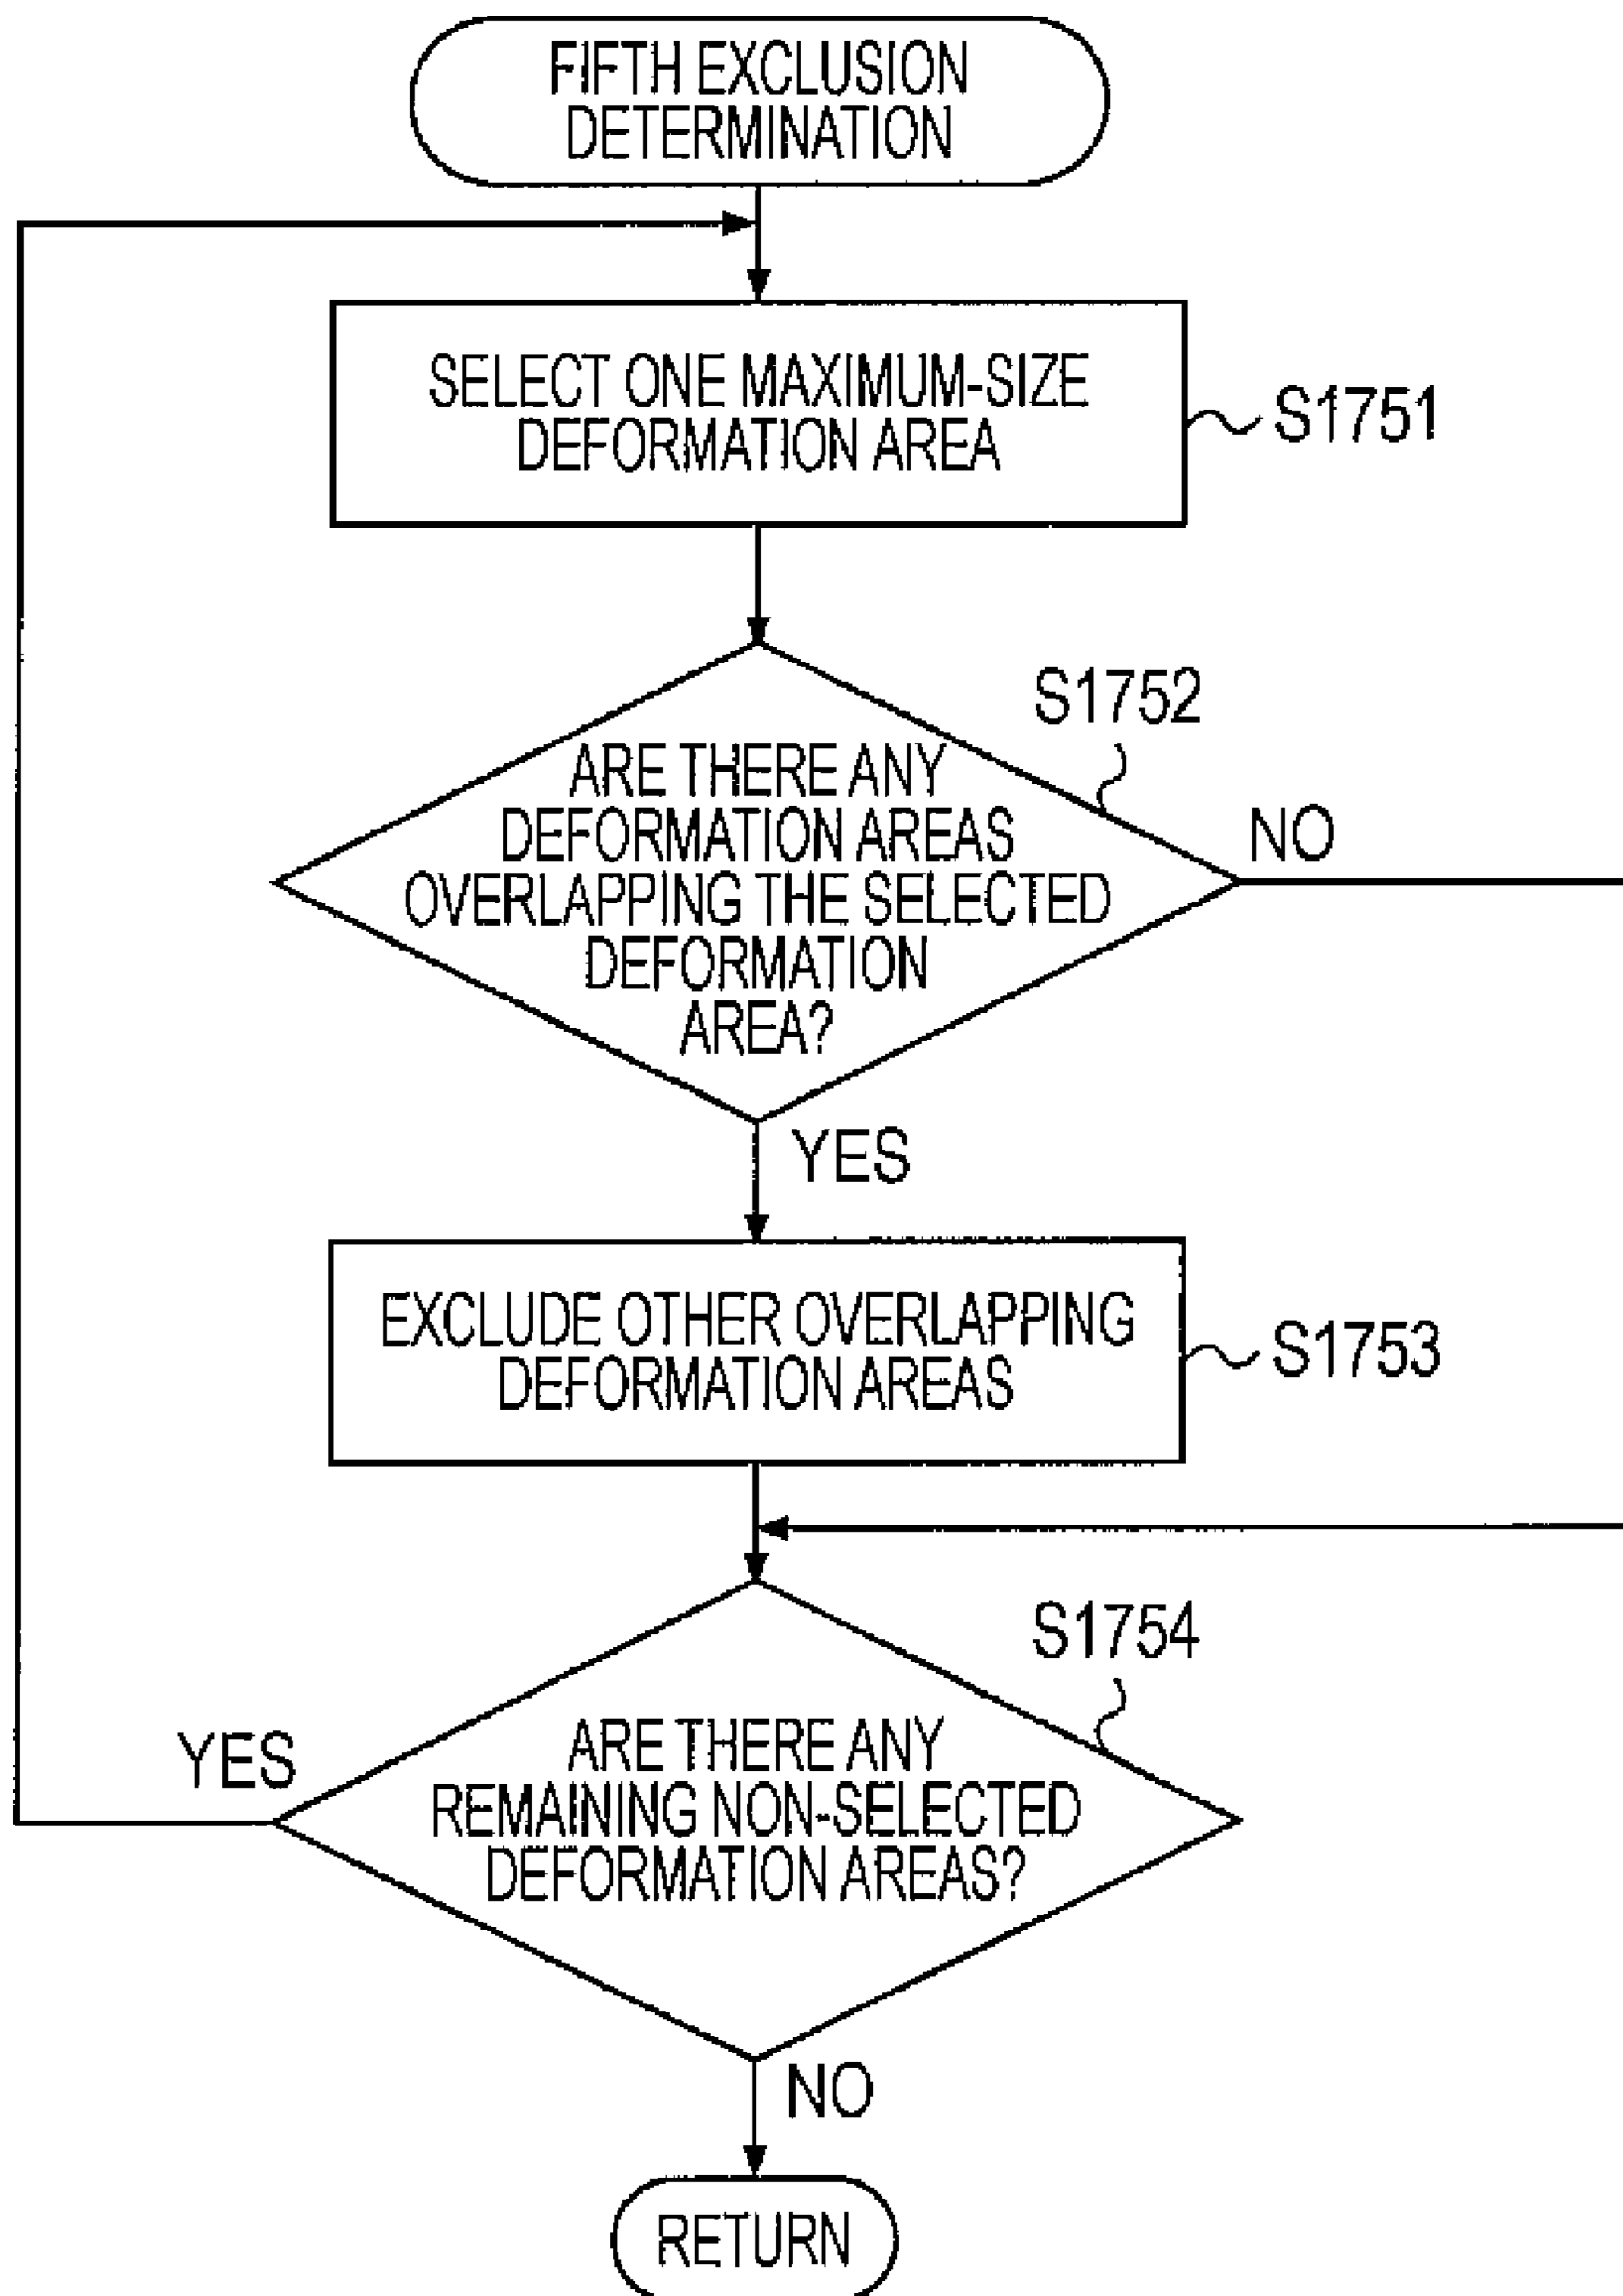 FIFTH EXCLUSION
DETERMINATION
SELECT ONE MAXIMUM-SIZE
DEFORMATION AREA
S1751
S1752
ARE THERE ANY
DEFORMATION AREAS
OVERLAPPING THE SELECTED
DEFORMATION
AREA?
NO
YES
EXCLUDE OTHER OVERLAPPING
DEFORMATION AREAS
S1753
S1754
ARE THERE ANY
REMAINING NON-SELECTED
DEFORMATION AREAS?
YES
NO
RETURN